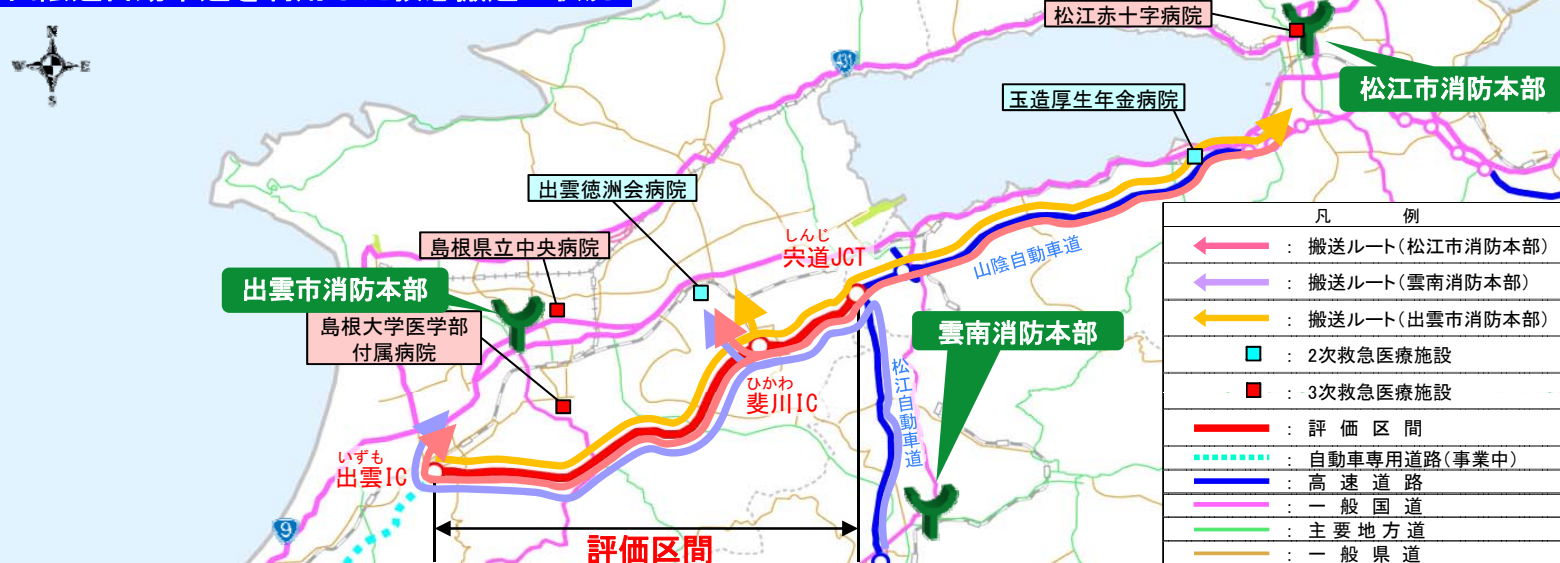 N
W E
S
松江赤十字病院
431
松江市消防本部
玉造厚生年金病院
出雲徳洲会病院
島根県立中央病院
しんじ
宍道JCT
山陰自動車道
出雲市消防本部
島根大学医学部
付属病院
雲南消防本部
松江自動車道
ひかわ
斐川IC
いずも
出雲IC
9
評価区間
凡 例
: 搬送ルート(松江市消防本部)
: 搬送ルート(雲南消防本部)
: 搬送ルート(出雲市消防本部)
: 2次救急医療施設
: 3次救急医療施設
: 評価区間
: 自動車専用道路(事業中)
: 高速道路
: 一般国道
: 主要地方道
: 一般県道